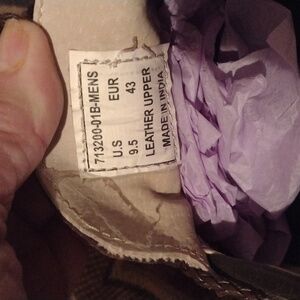 713200-01B-MENS
U.S EUR
9.5 43
LEATHER UPPER
MADE IN INDIA